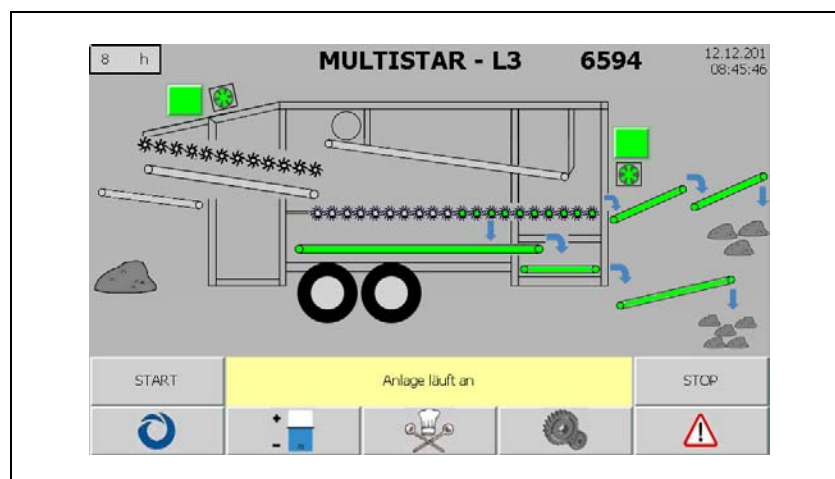 8 h
MULTISTAR - L3 6594
12.12.201
08:45:46
START
Anlage läuft an
STOP
+
-